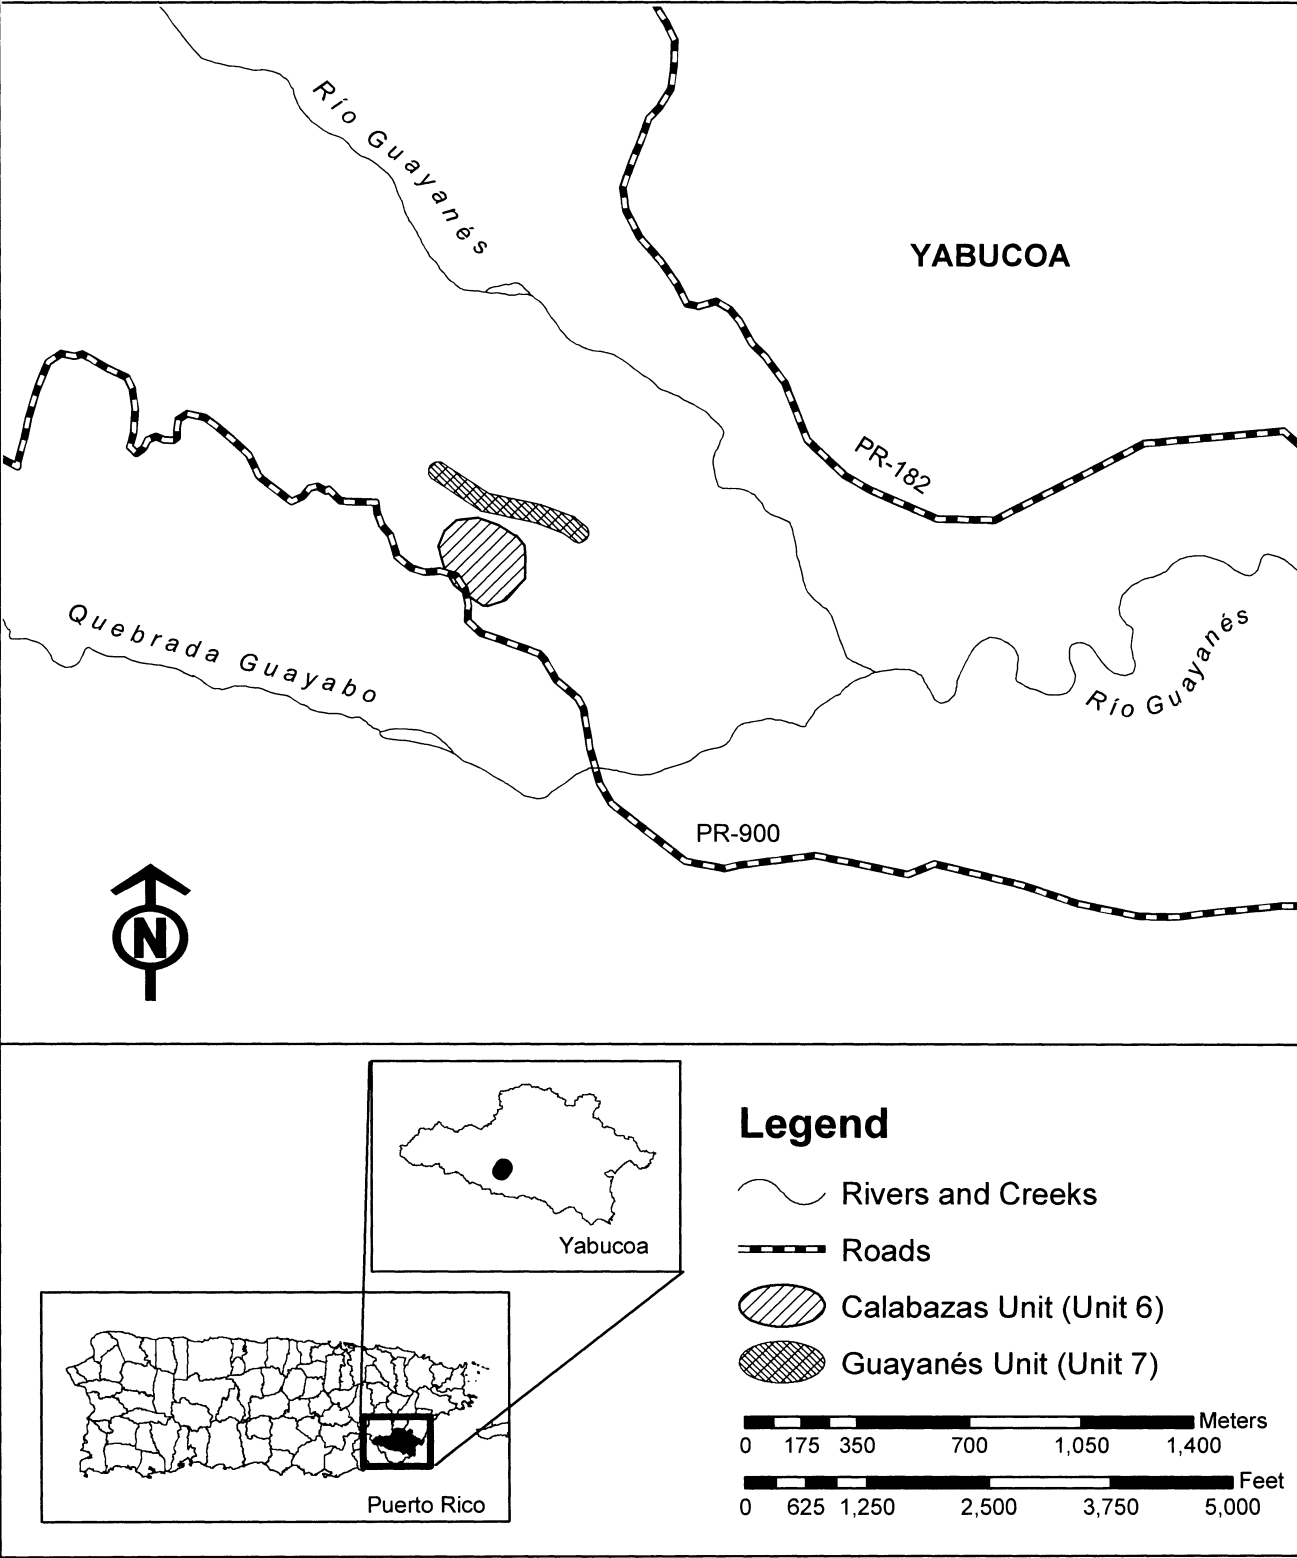 Río Guayanés
YABUCOA
PR-182
Quebrada Guayabo
Río Guayanés
PR-900
N
Yabucoa
Puerto Rico
Legend
Rivers and Creeks
Roads
Calabazas Unit (Unit 6)
Guayanés Unit (Unit 7)
Meters
0 175 350 700 1,050 1,400
Feet
0 625 1,250 2,500 3,750 5,000